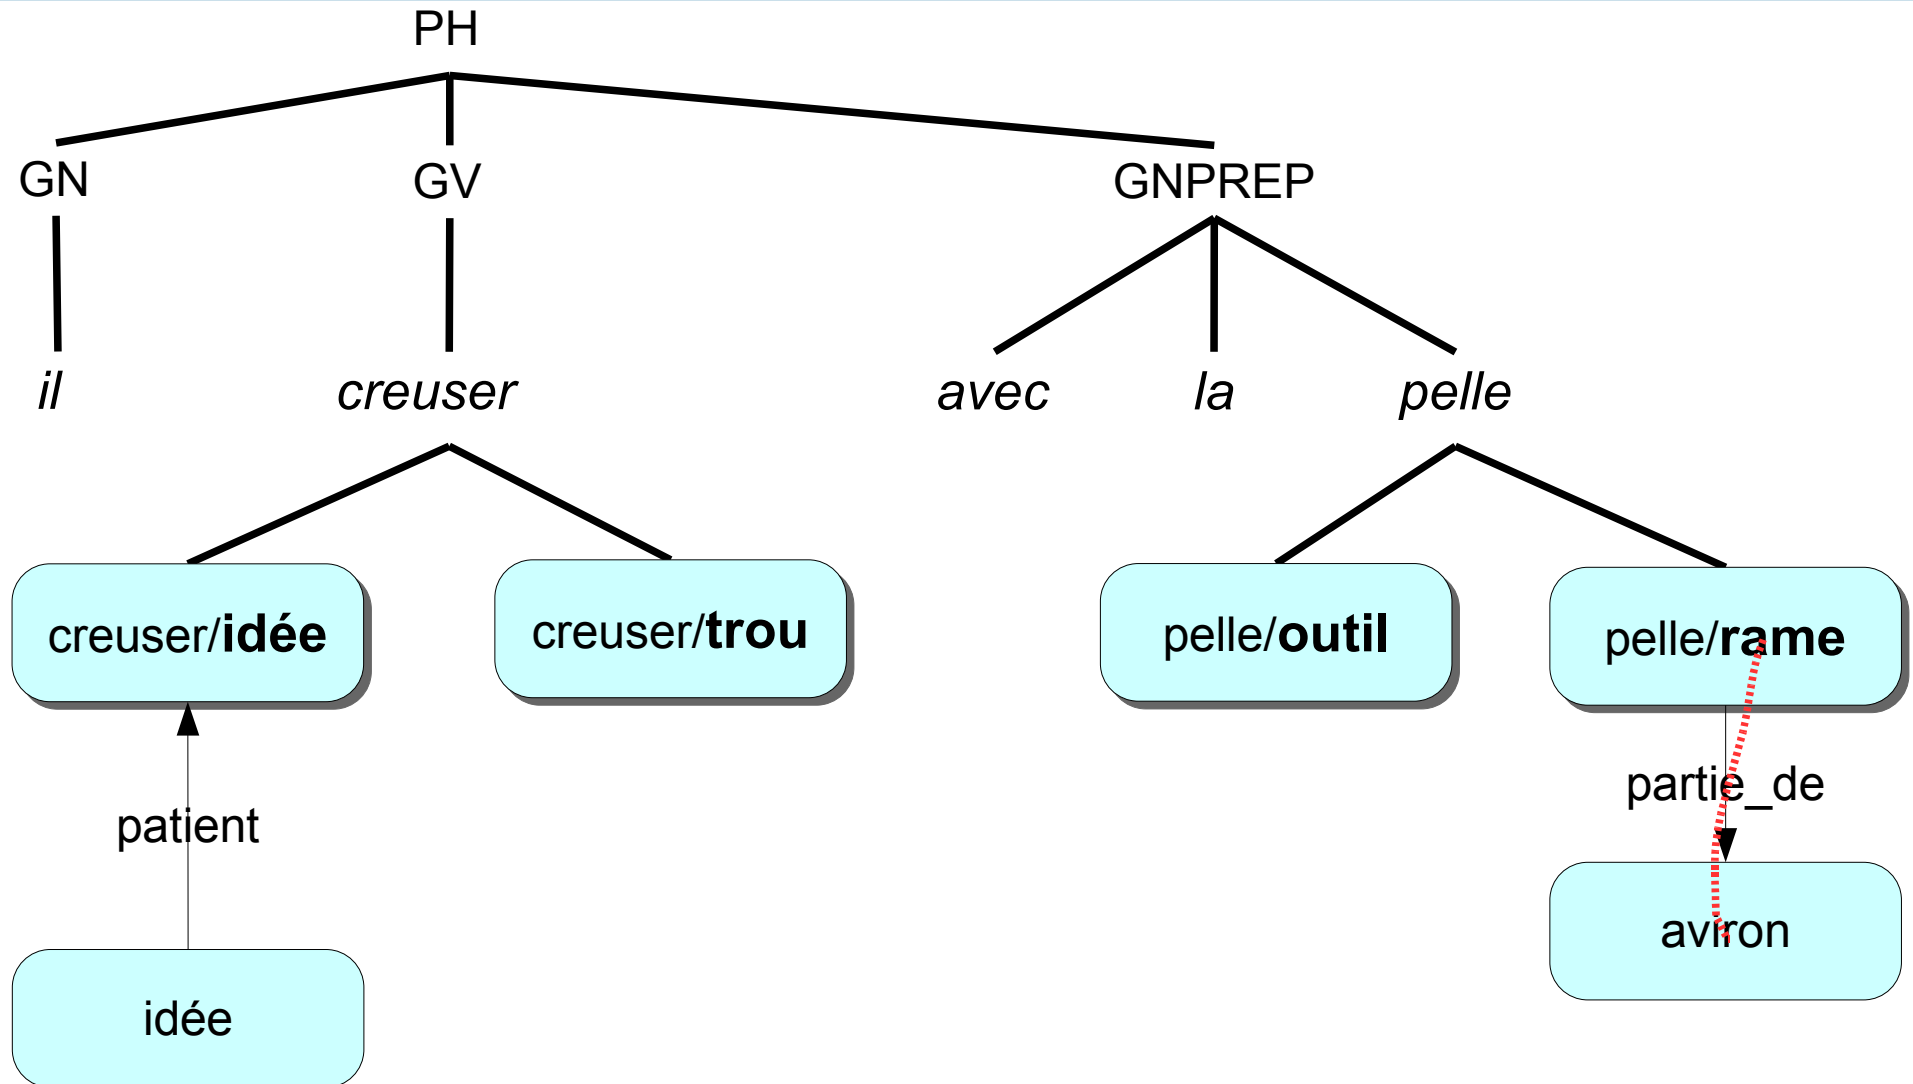 PH
GN
GV
GNPREP
il
creuser
avec
la
pelle
creuser/idée
creuser/trou
pelle/outil
pelle/rame
patient
partie_de
aviron
idée